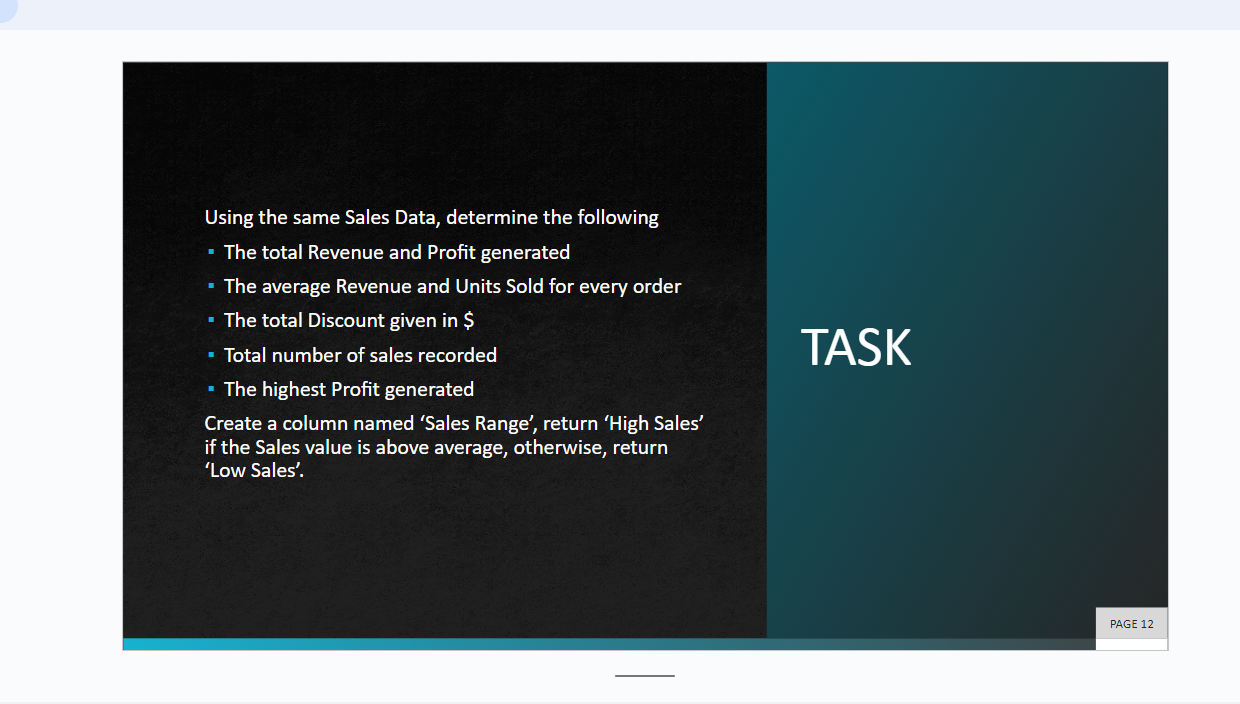 Using the same Sales Data, determine the following
▪ The total Revenue and Profit generated
▪ The average Revenue and Units Sold for every order
▪ The total Discount given in $
▪ Total number of sales recorded
▪ The highest Profit generated
Create a column named ‘Sales Range’, return ‘High Sales’
if the Sales value is above average, otherwise, return
‘Low Sales’.
TASK
PAGE 12